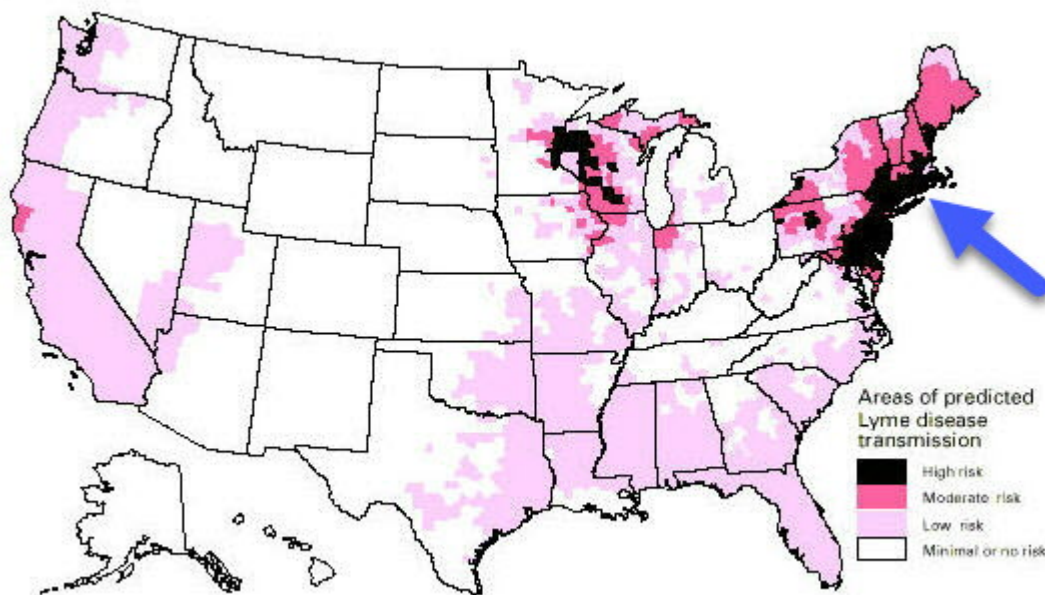 Areas of predicted
Lyme disease
transmission
High risk
Moderate risk
Low risk
Minimal or no risk